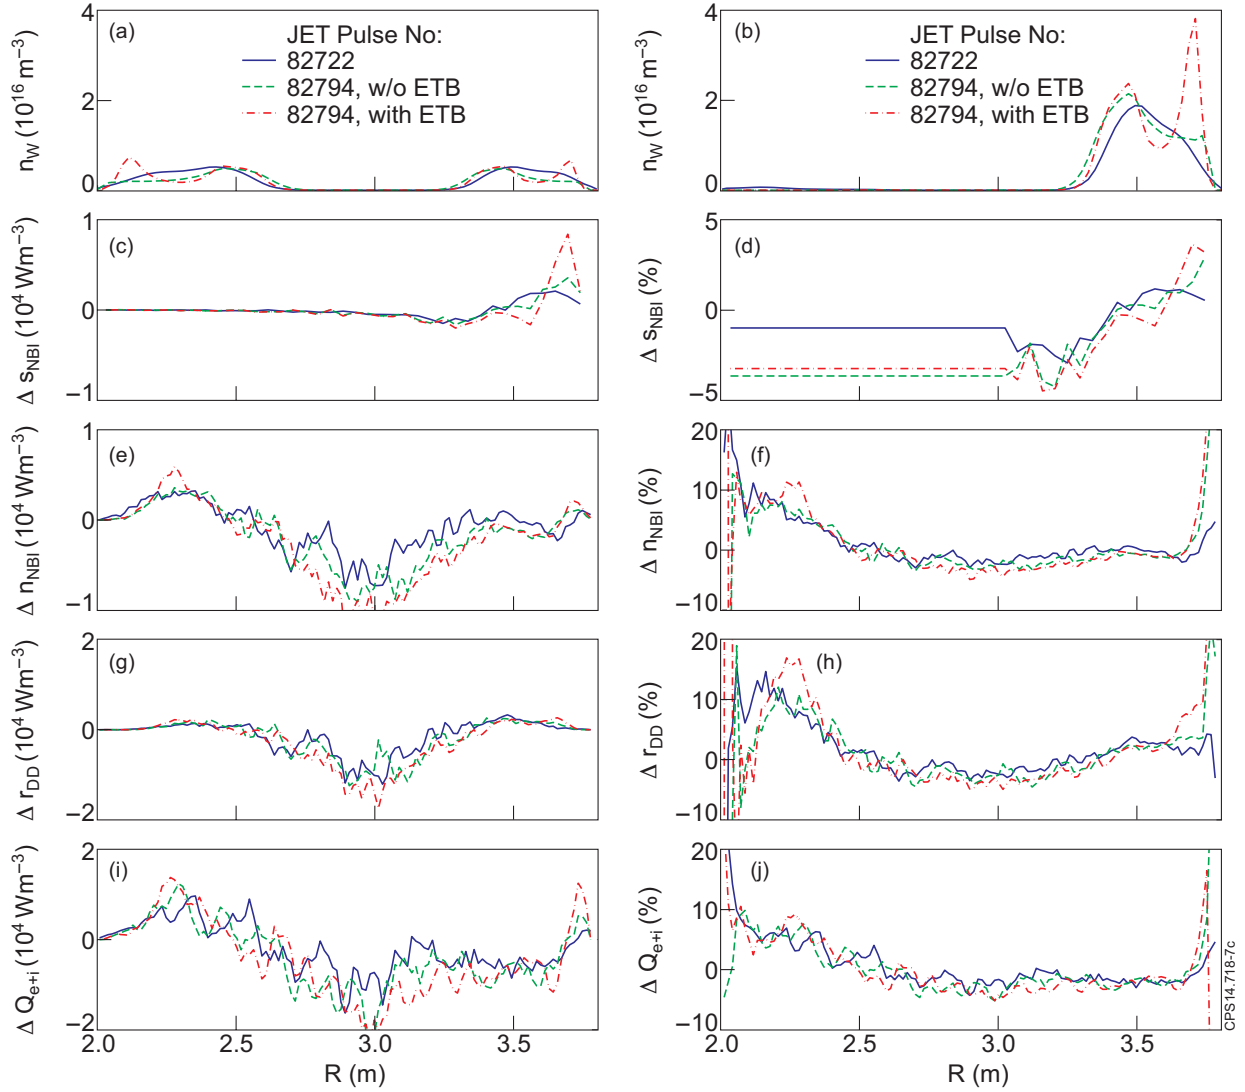 (a)
JET Pulse No:
82722
82794, w/o ETB
82794, with ETB
4
2
0
n_W (10^16 m^−3)
(b)
JET Pulse No:
82722
82794, w/o ETB
82794, with ETB
4
2
0
n_W (10^16 m^−3)
(c)
1
0
−1
Δ s_NBI (10^4 Wm^−3)
(d)
5
0
−5
Δ s_NBI (%)
(e)
1
0
−1
Δ n_NBI (10^4 Wm^−3)
(f)
20
10
0
−10
Δ n_NBI (%)
(g)
2
0
−2
Δ r_DD (10^4 Wm^−3)
(h)
20
10
0
−10
Δ r_DD (%)
(i)
2
0
−2
Δ Q_e+i (10^4 Wm^−3)
2.0 2.5 3.0 3.5
R (m)
(j)
20
10
0
−10
Δ Q_e+i (%)
2.0 2.5 3.0 3.5
R (m)
CPS14.718-7c